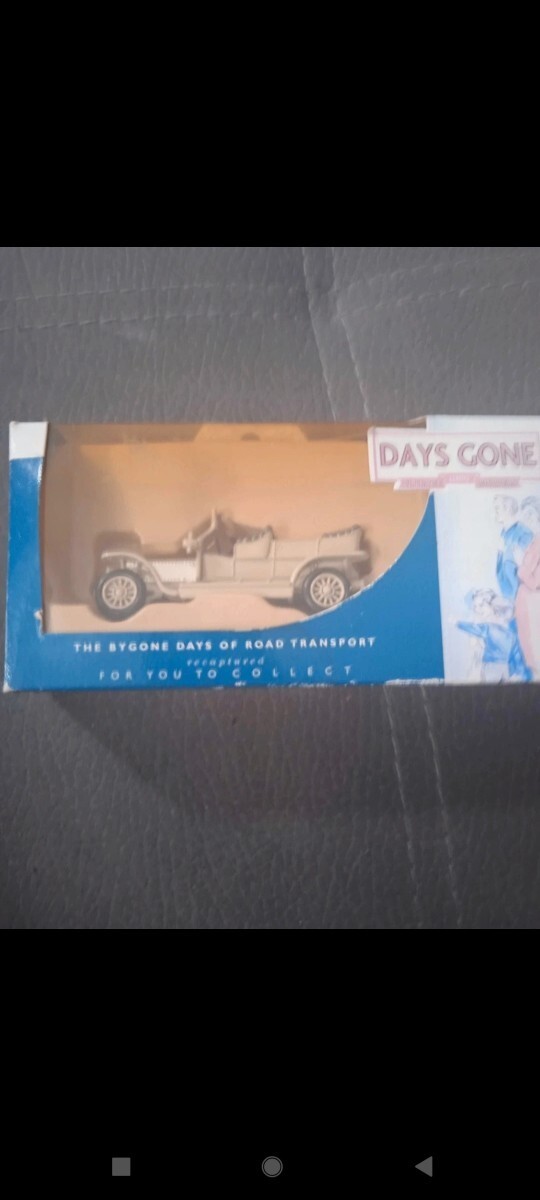 DAYS GONE
THE BYGONE DAYS OF ROAD TRANSPORT
recaptured
FOR YOU TO COLLECT